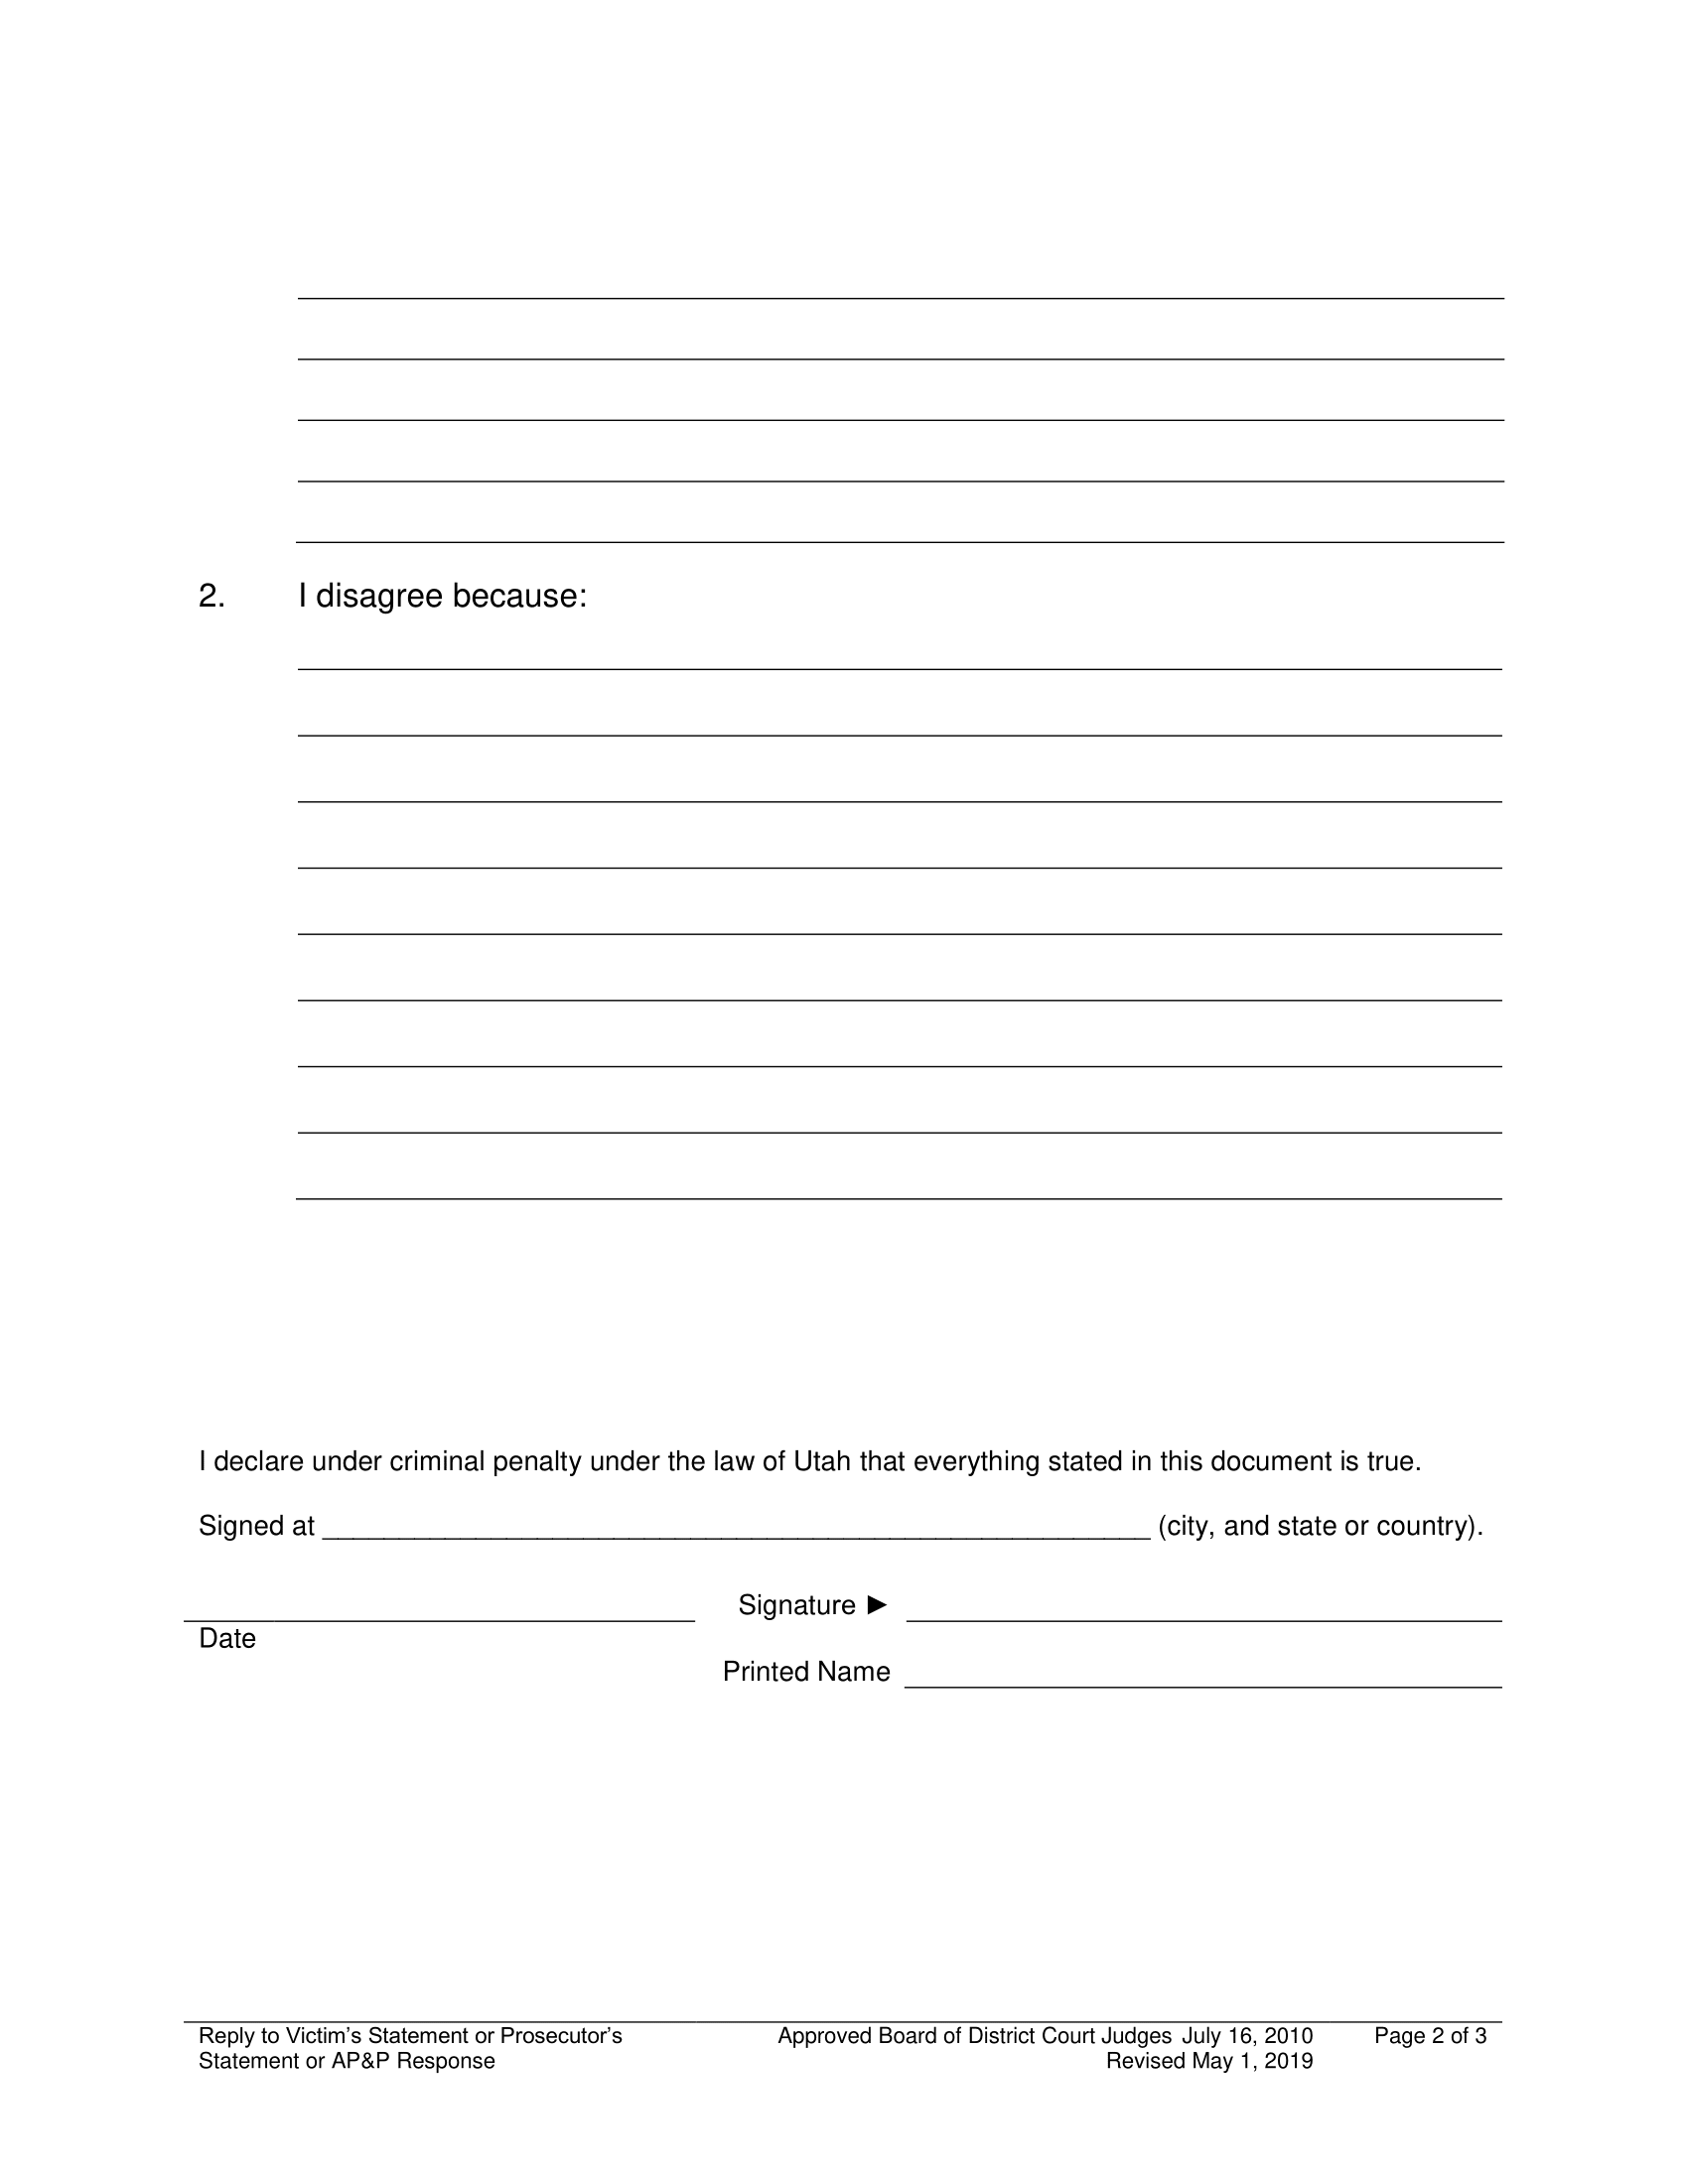 2. I disagree because:
I declare under criminal penalty under the law of Utah that everything stated in this document is true.
Signed at ______________________________________________________ (city, and state or country).
Signature ►
Date
Printed Name
Reply to Victim’s Statement or Prosecutor’s Approved Board of District Court Judges July 16, 2010 Page 2 of 3
Statement or AP&P Response Revised May 1, 2019